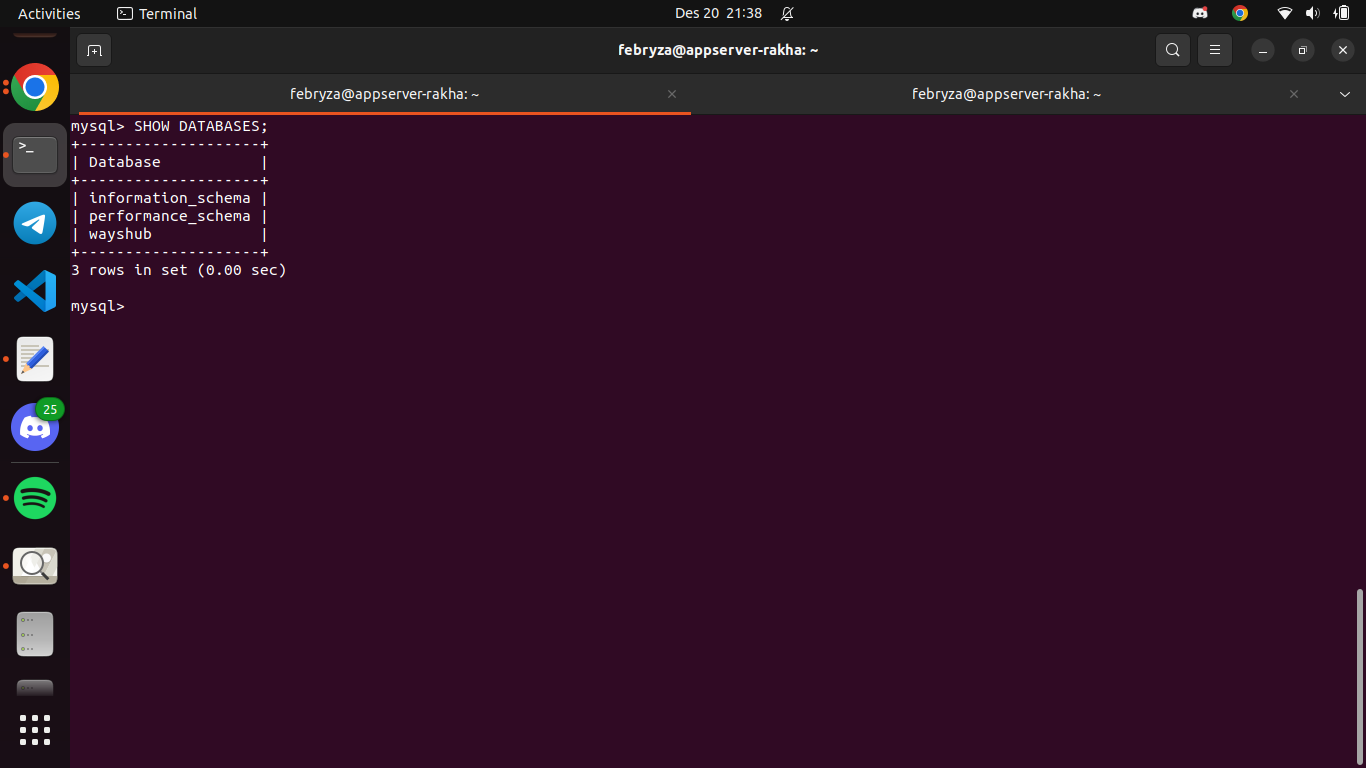 Activities
Terminal
Des 20 21:38
febryza@appserver-rakha: ~
febryza@appserver-rakha: ~
febryza@appserver-rakha: ~
mysql> SHOW DATABASES;
+--------------------+
| Database           |
+--------------------+
| information_schema |
| performance_schema |
| wayshub            |
+--------------------+
3 rows in set (0.00 sec)
mysql>
>_
25